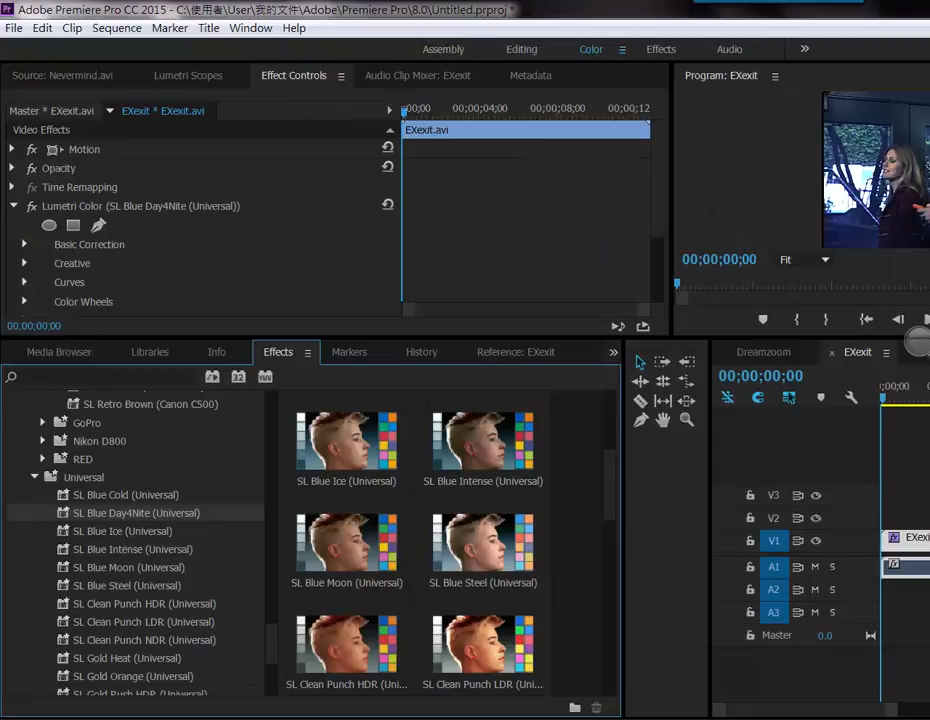 Adobe Premiere Pro CC 2015 - C:\使用者\User\我的文件\Adobe\Premiere Pro\8.0\Untitled.prproj *
File Edit Clip Sequence Marker Title Window Help
Assembly Editing Color Effects Audio
Source: Nevermind.avi Lumetri Scopes Effect Controls Audio Clip Mixer: EXexit Metadata
Program: EXexit
Master * EXexit.avi EXexit * EXexit.avi
00;00 00;00;04;00 00;00;08;00 00;00;12
Video Effects
EXexit.avi
fx Motion
fx Opacity
fx Time Remapping
fx Lumetri Color (SL Blue Day4Nite (Universal))
Basic Correction
Creative
Curves
Color Wheels
00;00;00;00
00;00;00;00 Fit
Media Browser Libraries Info Effects Markers History Reference: EXexit
32 YUV
SL Retro Brown (Canon C500)
GoPro
Nikon D800
RED
Universal
SL Blue Cold (Universal)
SL Blue Day4Nite (Universal)
SL Blue Ice (Universal)
SL Blue Intense (Universal)
SL Blue Moon (Universal)
SL Blue Steel (Universal)
SL Clean Punch HDR (Universal)
SL Clean Punch LDR (Universal)
SL Clean Punch NDR (Universal)
SL Gold Heat (Universal)
SL Gold Orange (Universal)
SL Gold Rush HDR (Universal)
SL Blue Ice (Universal) SL Blue Intense (Universal)
SL Blue Moon (Universal) SL Blue Steel (Universal)
SL Clean Punch HDR (Uni... SL Clean Punch LDR (Uni...
Dreamzoom × EXexit
00;00;00;00
;00;00
V3
V2
V1 fx EXexi
A1 M S fx
A2 M S
A3 M S
Master 0.0